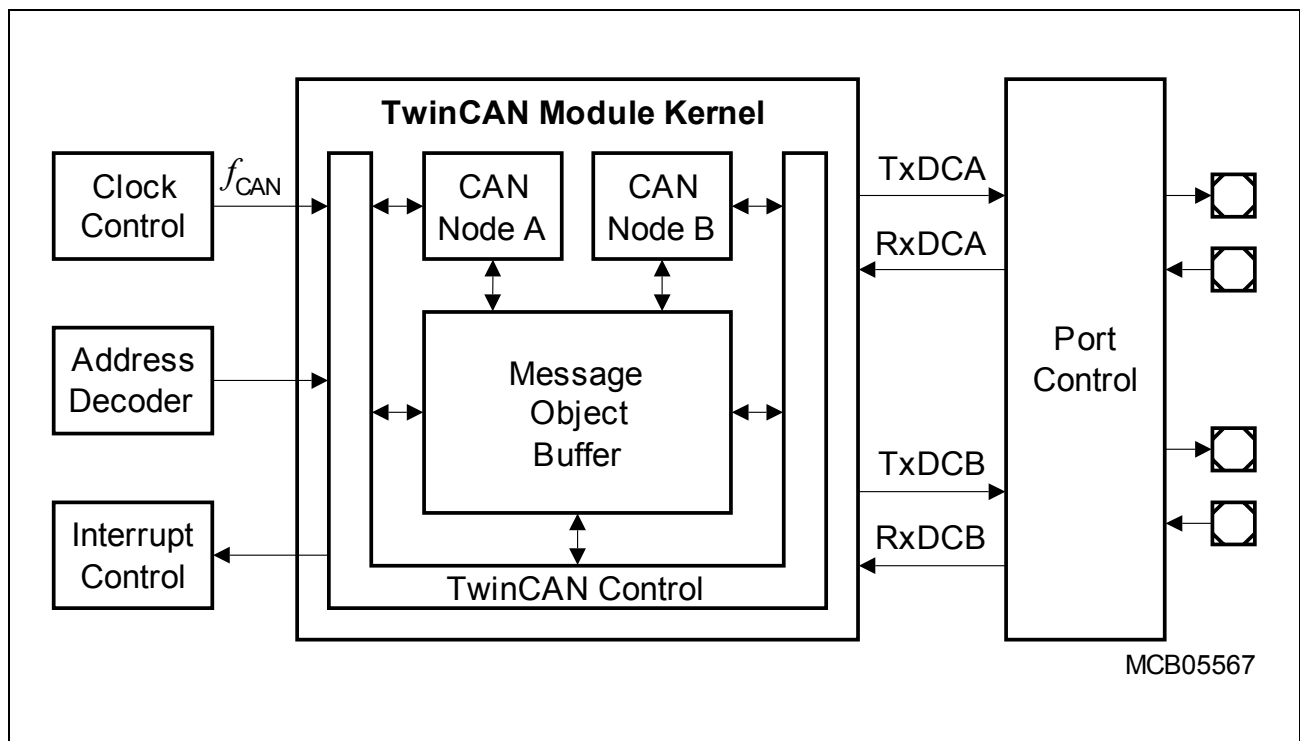 TwinCAN Module Kernel
Clock
Control
fCAN
CAN
Node A
CAN
Node B
TxDCA
RxDCA
Address
Decoder
Message
Object
Buffer
Port
Control
Interrupt
Control
TxDCB
RxDCB
TwinCAN Control
MCB05567